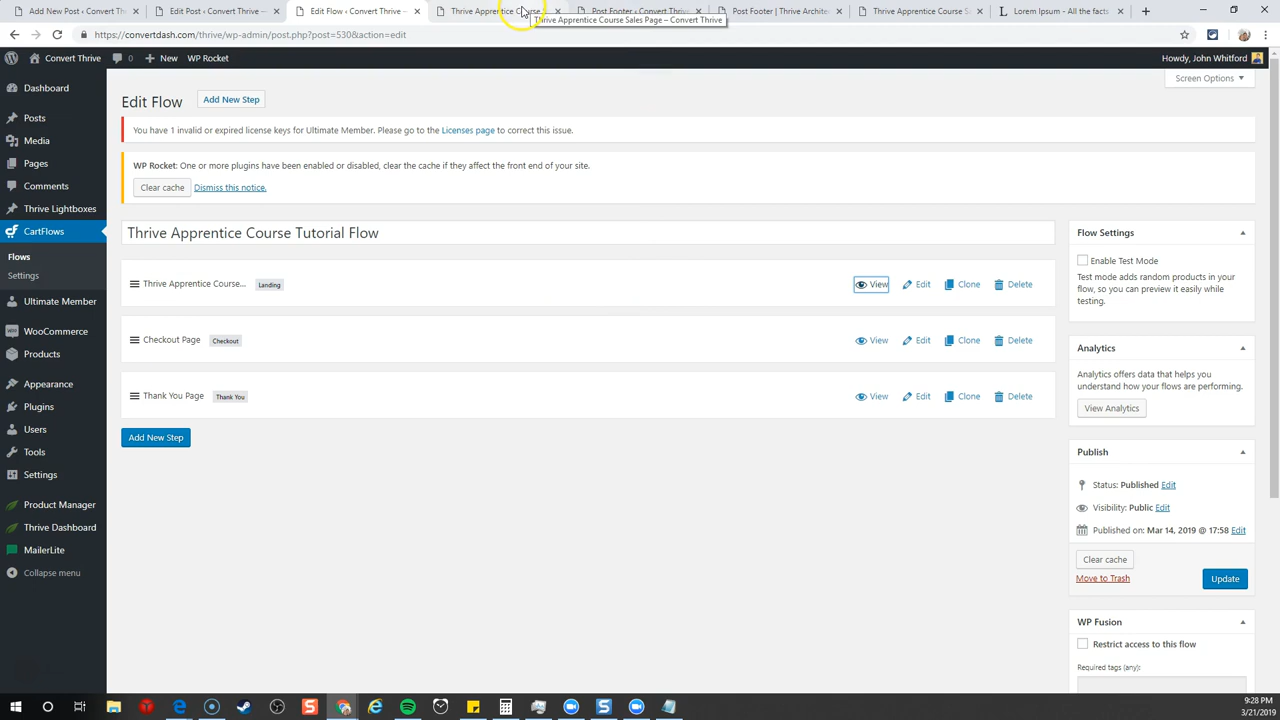 Add New Post ‹ Convert Th
Edit Post ‹ Convert Thrive —
Edit Flow ‹ Convert Thrive —
Thrive Apprentice Course S
Post Footer ‹ Convert Thriv
Post Footer | Thrive Archite
Thrive Apprentice Course S
Lorem Ipsum – All the facts
Thrive Apprentice Course Sales Page – Convert Thrive
https://convertdash.com/thrive/wp-admin/post.php?post=530&action=edit
Convert Thrive
0
New
WP Rocket
Howdy, John Whitford
Screen Options
Dashboard
Posts
Media
Pages
Comments
Thrive Lightboxes
CartFlows
Flows
Settings
Ultimate Member
WooCommerce
Products
Appearance
Plugins
Users
Tools
Settings
Product Manager
Thrive Dashboard
MailerLite
Collapse menu
Edit Flow
Add New Step
You have 1 invalid or expired license keys for Ultimate Member. Please go to the Licenses page to correct this issue.
WP Rocket: One or more plugins have been enabled or disabled, clear the cache if they affect the front end of your site.
Clear cache
Dismiss this notice.
Thrive Apprentice Course Tutorial Flow
Thrive Apprentice Course... Landing View Edit Clone Delete
Checkout Page Checkout View Edit Clone Delete
Thank You Page Thank You View Edit Clone Delete
Add New Step
Flow Settings
Enable Test Mode
Test mode adds random products in your
flow, so you can preview it easily while
testing.
Analytics
Analytics offers data that helps you
understand how your flows are performing.
View Analytics
Publish
Status: Published Edit
Visibility: Public Edit
Published on: Mar 14, 2019 @ 17:58 Edit
Clear cache
Move to Trash
Update
WP Fusion
Restrict access to this flow
Required tags (any):
9:28 PM
3/21/2019